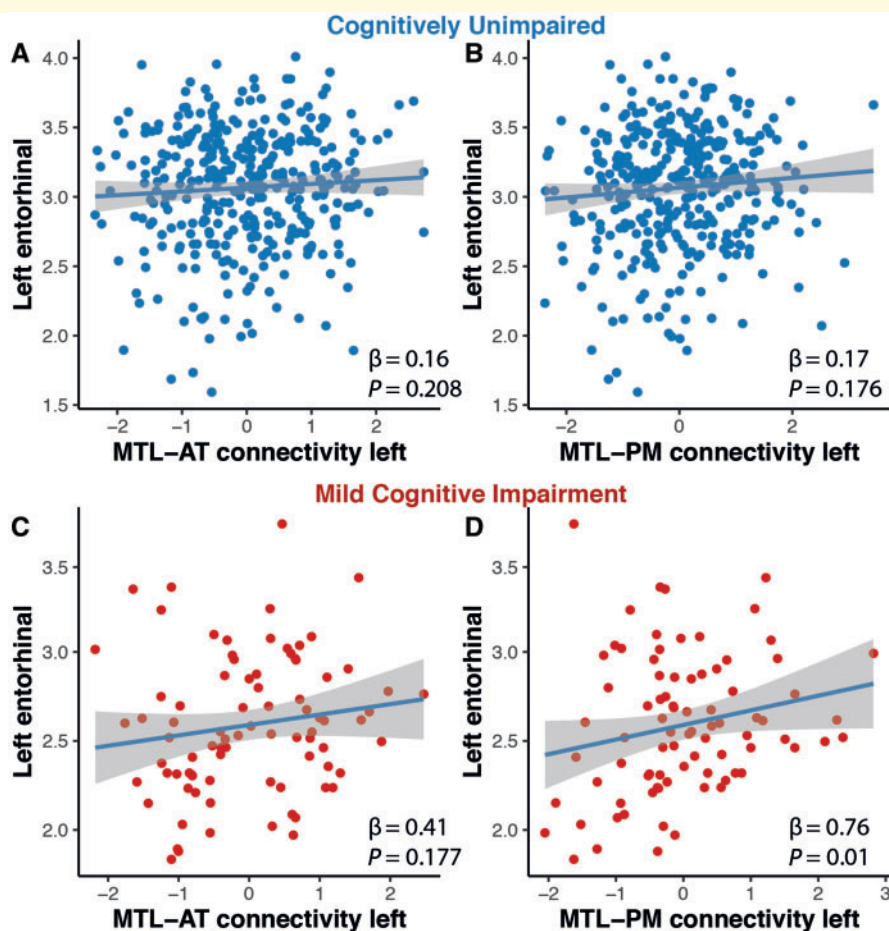 Cognitively Unimpaired
A
B
4.0
3.5
3.0
2.5
2.0
1.5
Left entorhinal
β = 0.16
P = 0.208
−2 −1 0 1 2
MTL−AT connectivity left
4.0
3.5
3.0
2.5
2.0
1.5
Left entorhinal
β = 0.17
P = 0.176
−2 0 2
MTL−PM connectivity left
Mild Cognitive Impairment
C
D
3.5
3.0
2.5
2.0
Left entorhinal
β = 0.41
P = 0.177
−2 −1 0 1 2
MTL−AT connectivity left
3.5
3.0
2.5
2.0
Left entorhinal
β = 0.76
P = 0.01
−2 −1 0 1 2 3
MTL−PM connectivity left